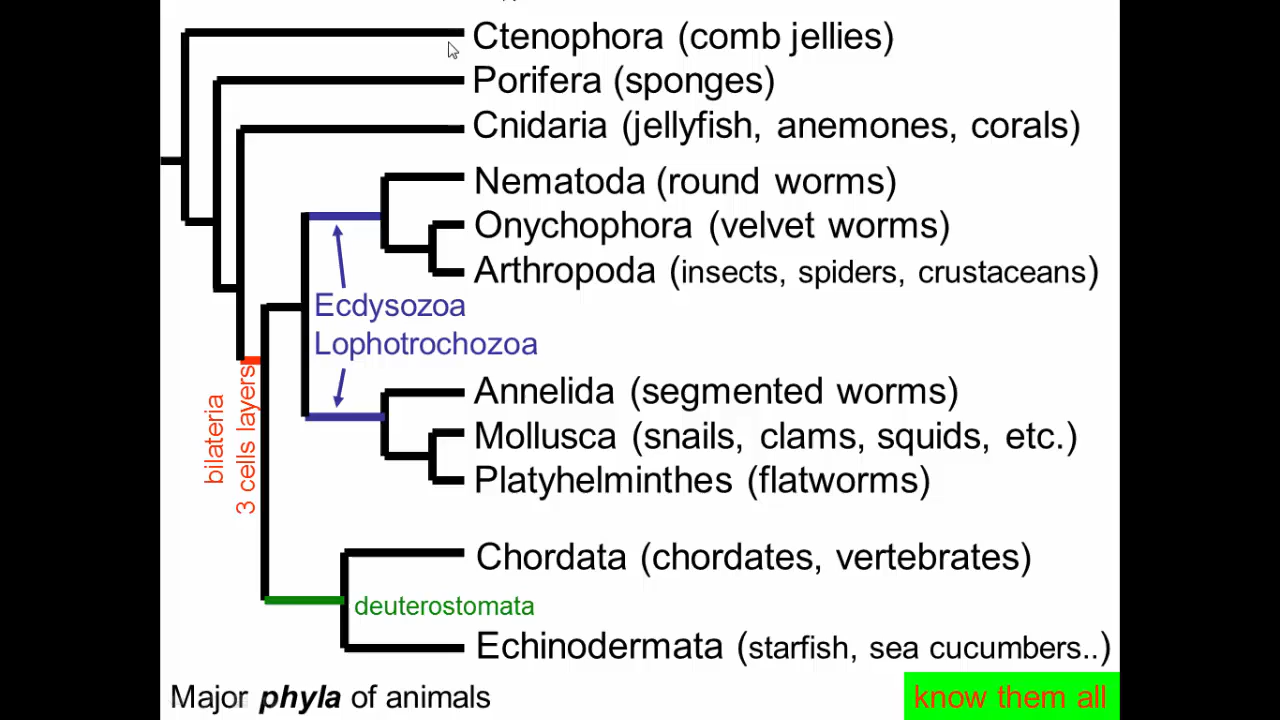 Ctenophora (comb jellies)
Porifera (sponges)
Cnidaria (jellyfish, anemones, corals)
Nematoda (round worms)
Onychophora (velvet worms)
Arthropoda (insects, spiders, crustaceans)
Ecdysozoa
Lophotrochozoa
bilateria
3 cells layers
Annelida (segmented worms)
Mollusca (snails, clams, squids, etc.)
Platyhelminthes (flatworms)
Chordata (chordates, vertebrates)
deuterostomata
Echinodermata (starfish, sea cucumbers..)
Major phyla of animals
know them all